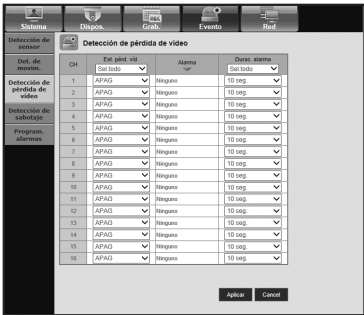 Sistema Dispos. Grab. Evento Red
Detección de sensor
Det. de movim.
Detección de pérdida de vídeo
Detección de sabotaje
Program. alarmas
Detección de pérdida de vídeo
CH Est. pérd. vid. Alarma Durac. alarma
Sel todo Sel todo
1 APAG Ninguno 10 seg.
2 APAG Ninguno 10 seg.
3 APAG Ninguno 10 seg.
4 APAG Ninguno 10 seg.
5 APAG Ninguno 10 seg.
6 APAG Ninguno 10 seg.
7 APAG Ninguno 10 seg.
8 APAG Ninguno 10 seg.
9 APAG Ninguno 10 seg.
10 APAG Ninguno 10 seg.
11 APAG Ninguno 10 seg.
12 APAG Ninguno 10 seg.
13 APAG Ninguno 10 seg.
14 APAG Ninguno 10 seg.
15 APAG Ninguno 10 seg.
16 APAG Ninguno 10 seg.
Aplicar Cancel